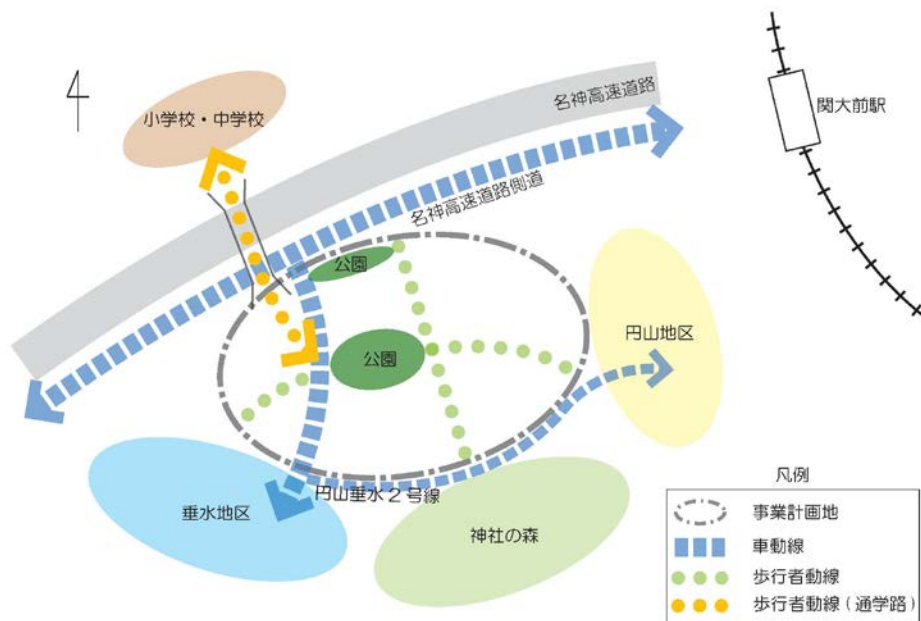 名神高速道路
関大前駅
小学校・中学校
名神高速道路側道
公園
公園
円山地区
垂水地区
円山垂水2号線
神社の森
凡例
事業計画地
車動線
歩行者動線
歩行者動線(通学路)